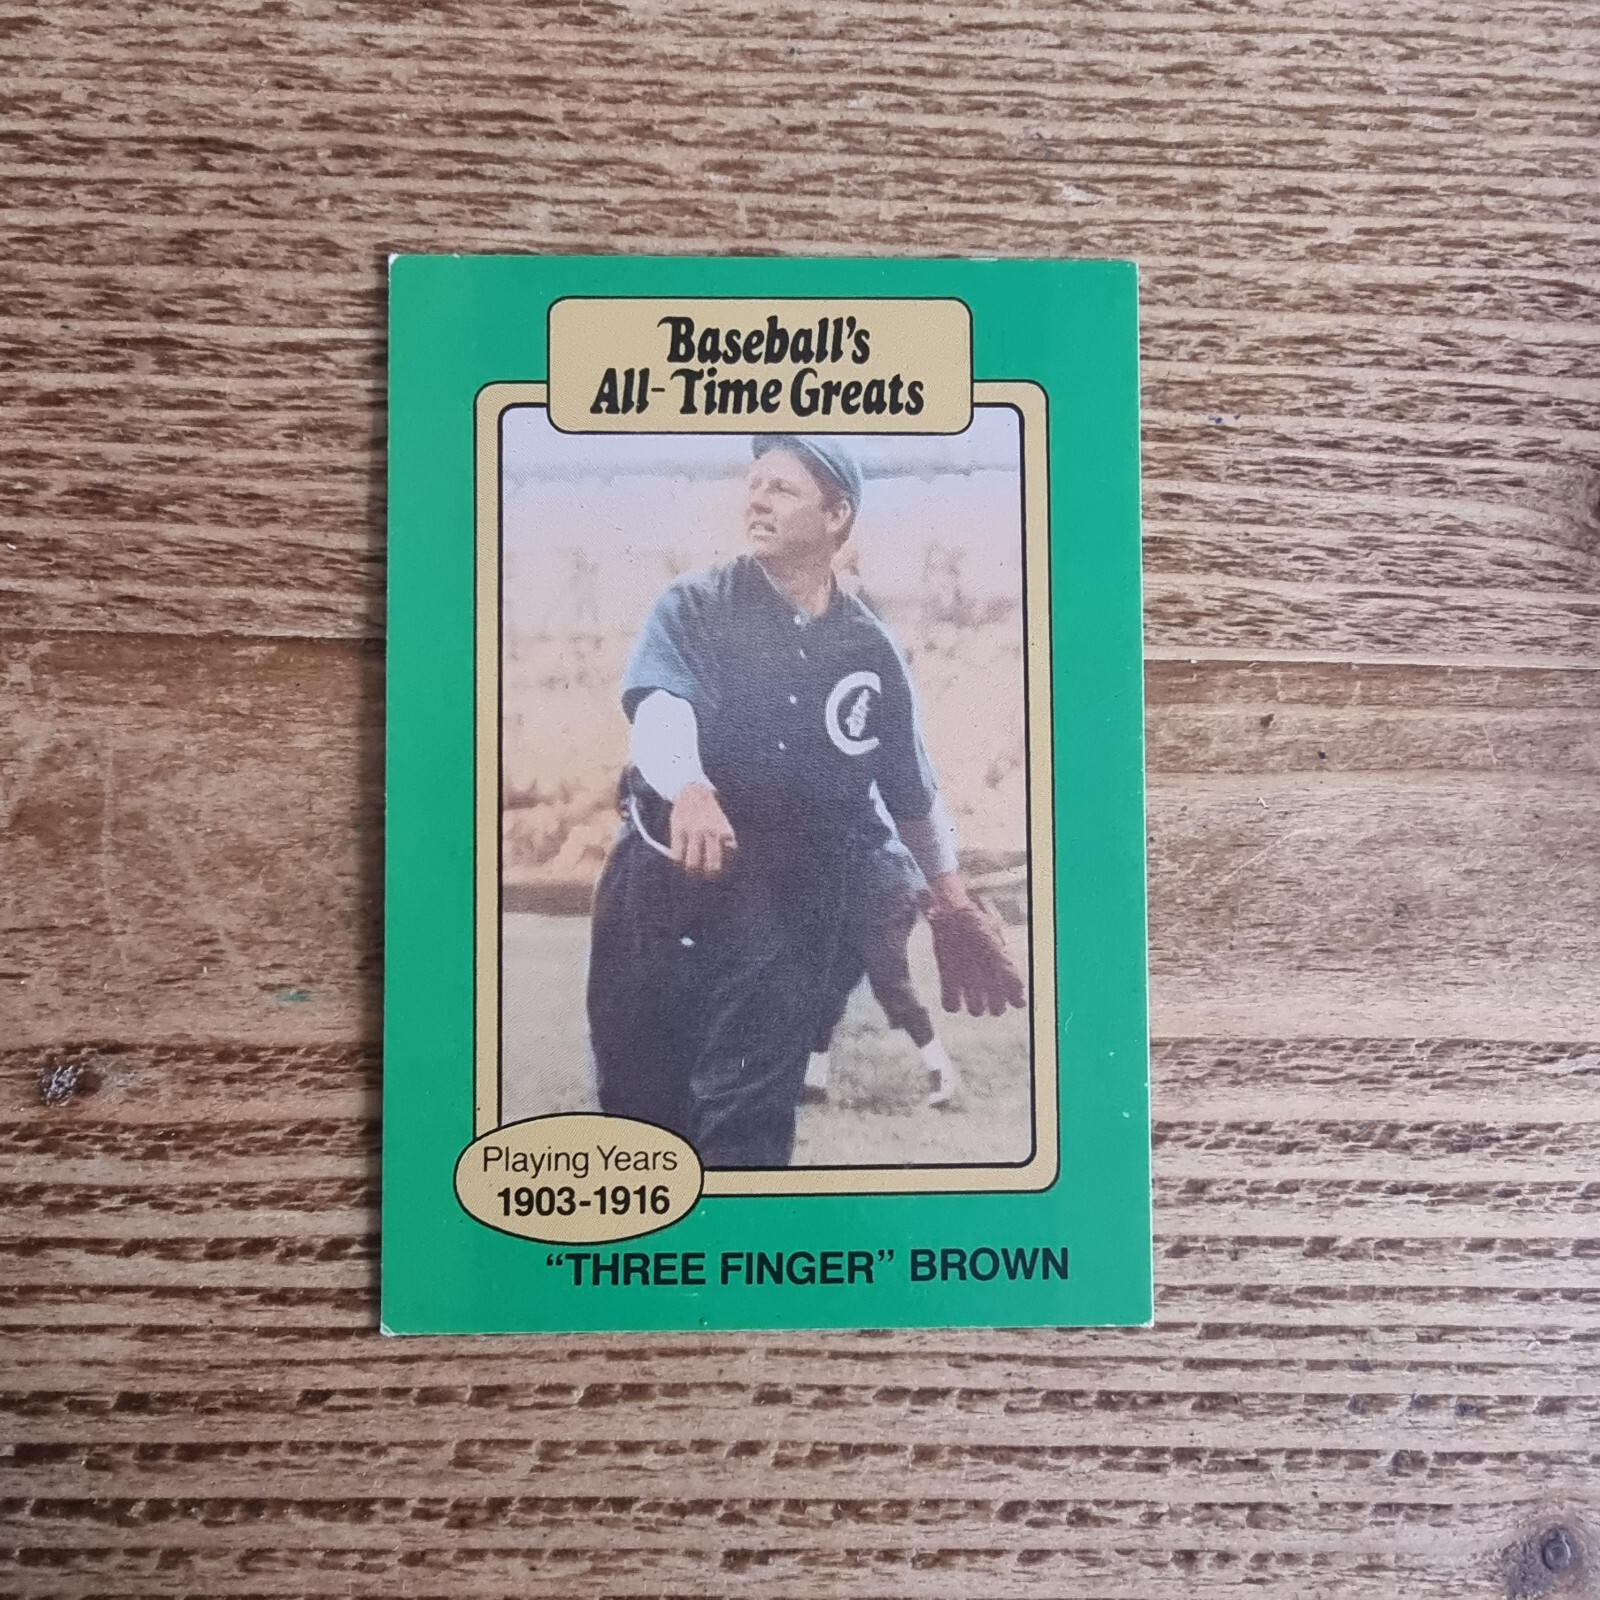 Baseball's
All-Time Greats
C
Playing Years
1903-1916
“THREE FINGER” BROWN